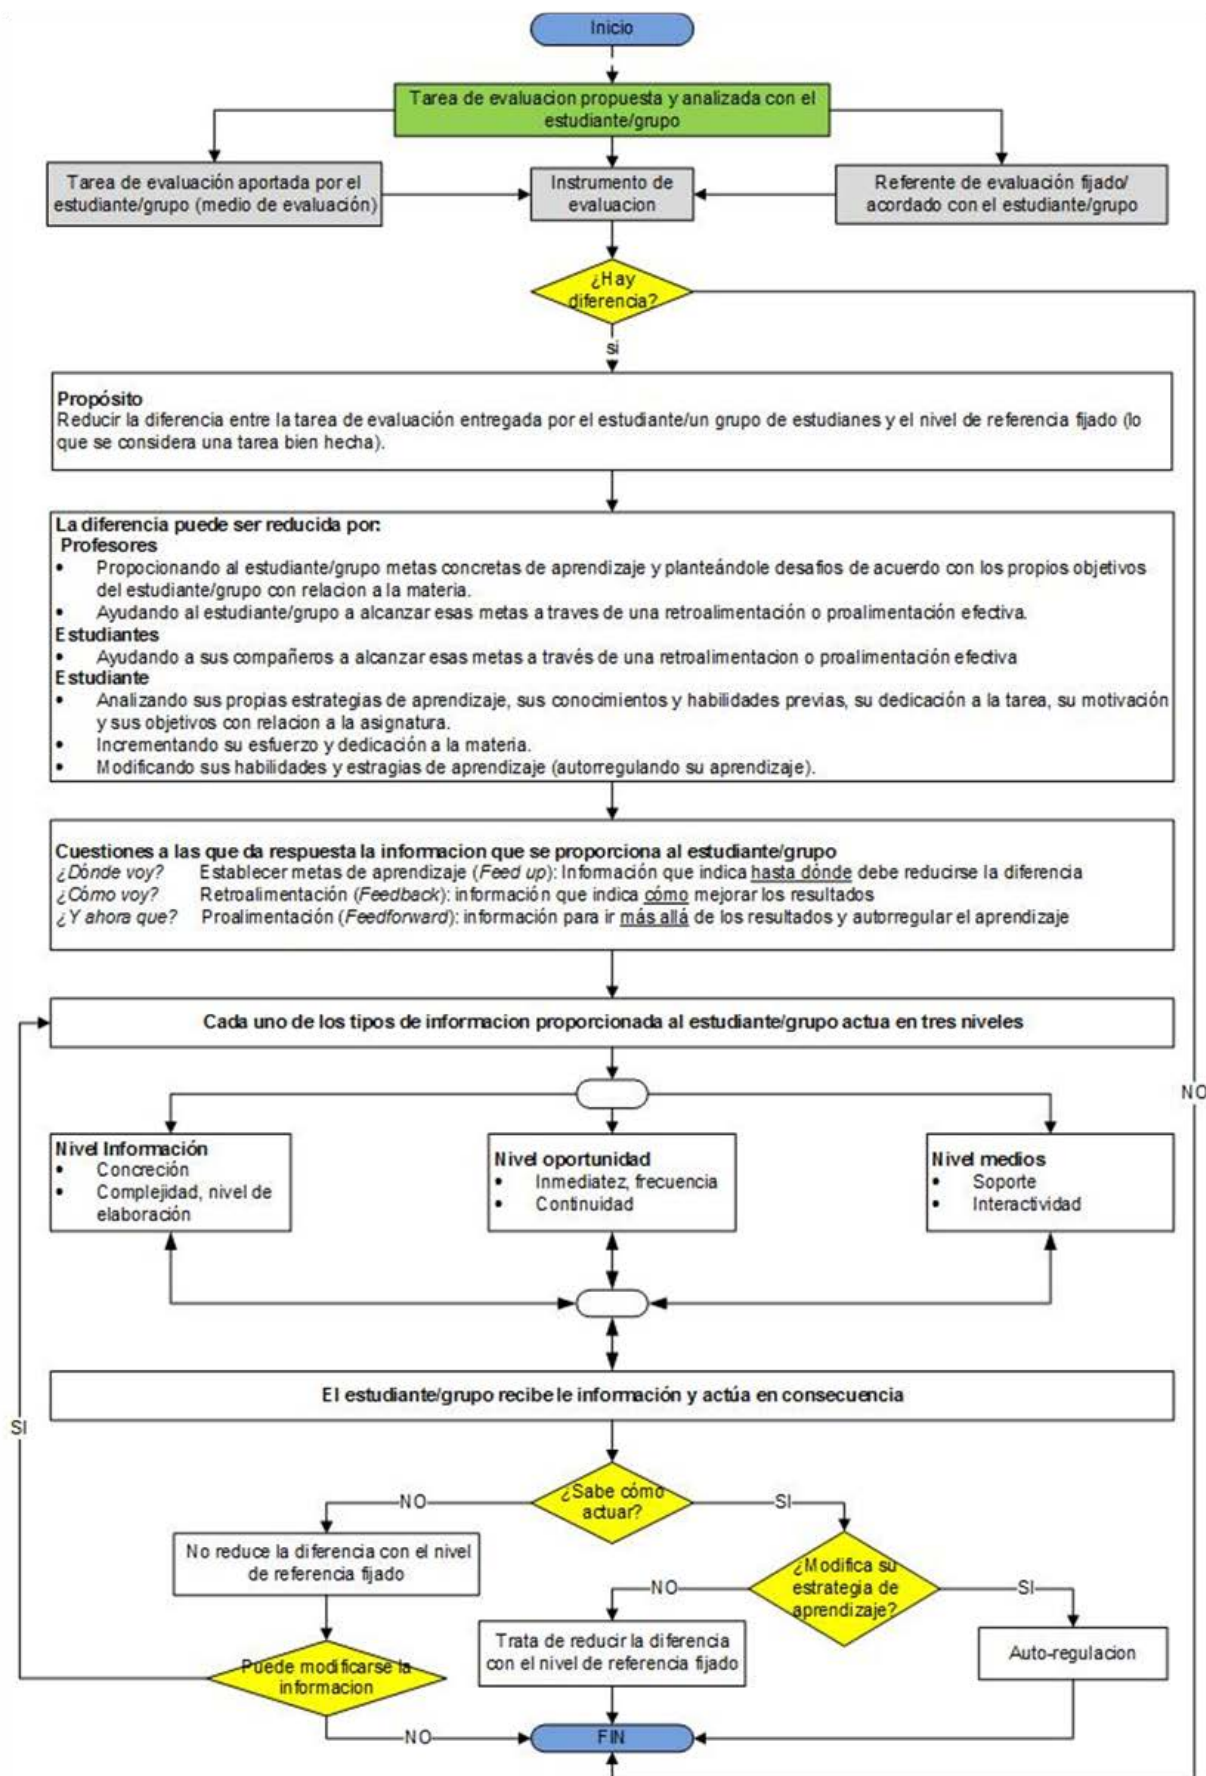 Inicio
Tarea de evaluacion propuesta y analizada con el
estudiante/grupo
Tarea de evaluación aportada por el
estudiante/grupo (medio de evaluación)
Instrumento de
evaluacion
Referente de evaluación fijado/
acordado con el estudiante/grupo
¿Hay
diferencia?
si
Propósito
Reducir la diferencia entre la tarea de evaluación entregada por el estudiante/un grupo de estudianes y el nivel de referencia fijado (lo
que se considera una tarea bien hecha).
La diferencia puede ser reducida por:
Profesores
• Propocionando al estudiante/grupo metas concretas de aprendizaje y planteándole desafios de acuerdo con los propios objetivos
del estudiante/grupo con relacion a la materia.
• Ayudando al estudiante/grupo a alcanzar esas metas a traves de una retroalimentación o proalimentación efectiva.
Estudiantes
• Ayudando a sus compañeros a alcanzar esas metas a través de una retroalimentacion o proalimentación efectiva
Estudiante
• Analizando sus propias estrategias de aprendizaje, sus conocimientos y habilidades previas, su dedicación a la tarea, su motivación
y sus objetivos con relacion a la asignatura.
• Incrementando su esfuerzo y dedicación a la materia.
• Modificando sus habilidades y estragias de aprendizaje (autorregulando su aprendizaje).
Cuestiones a las que da respuesta la informacion que se proporciona al estudiante/grupo
¿Dónde voy? Establecer metas de aprendizaje (Feed up): Información que indica hasta dónde debe reducirse la diferencia
¿Cómo voy? Retroalimentación (Feedback): información que indica cómo mejorar los resultados
¿Y ahora que? Proalimentación (Feedforward): información para ir más allá de los resultados y autorregular el aprendizaje
Cada uno de los tipos de informacion proporcionada al estudiante/grupo actua en tres niveles
NO
Nivel Información
• Concreción
• Complejidad, nivel de
elaboración
Nivel oportunidad
• Inmediatez, frecuencia
• Continuidad
Nivel medios
• Soporte
• Interactividad
El estudiante/grupo recibe le información y actúa en consecuencia
SI
¿Sabe cómo
actuar?
NO
SI
No reduce la diferencia con el nivel
de referencia fijado
¿Modifica su
estrategia de
aprendizaje?
NO
SI
Trata de reducir la diferencia
con el nivel de referencia fijado
Auto-regulacion
Puede modificarse la
informacion
NO
FIN